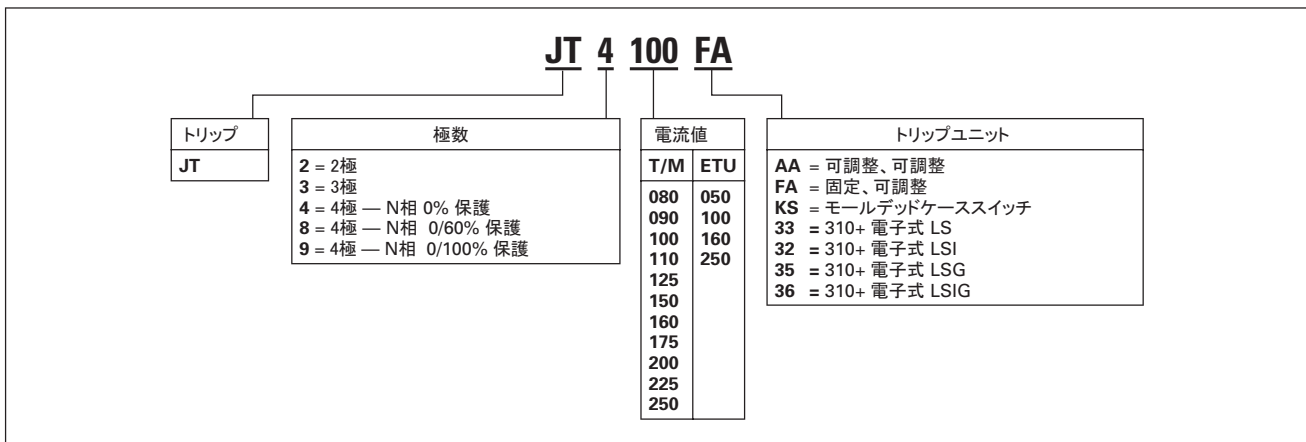 JT 4 100 FA
トリップ
JT
極数
2 = 2極
3 = 3極
4 = 4極 — N相 0% 保護
8 = 4極 — N相 0/60% 保護
9 = 4極 — N相 0/100% 保護
電流値
T/M ETU
080 050
090 100
100 160
110 250
125
150
160
175
200
225
250
トリップユニット
AA = 可調整、可調整
FA = 固定、可調整
KS = モールデッドケーススイッチ
33 = 310+ 電子式 LS
32 = 310+ 電子式 LSI
35 = 310+ 電子式 LSG
36 = 310+ 電子式 LSIG